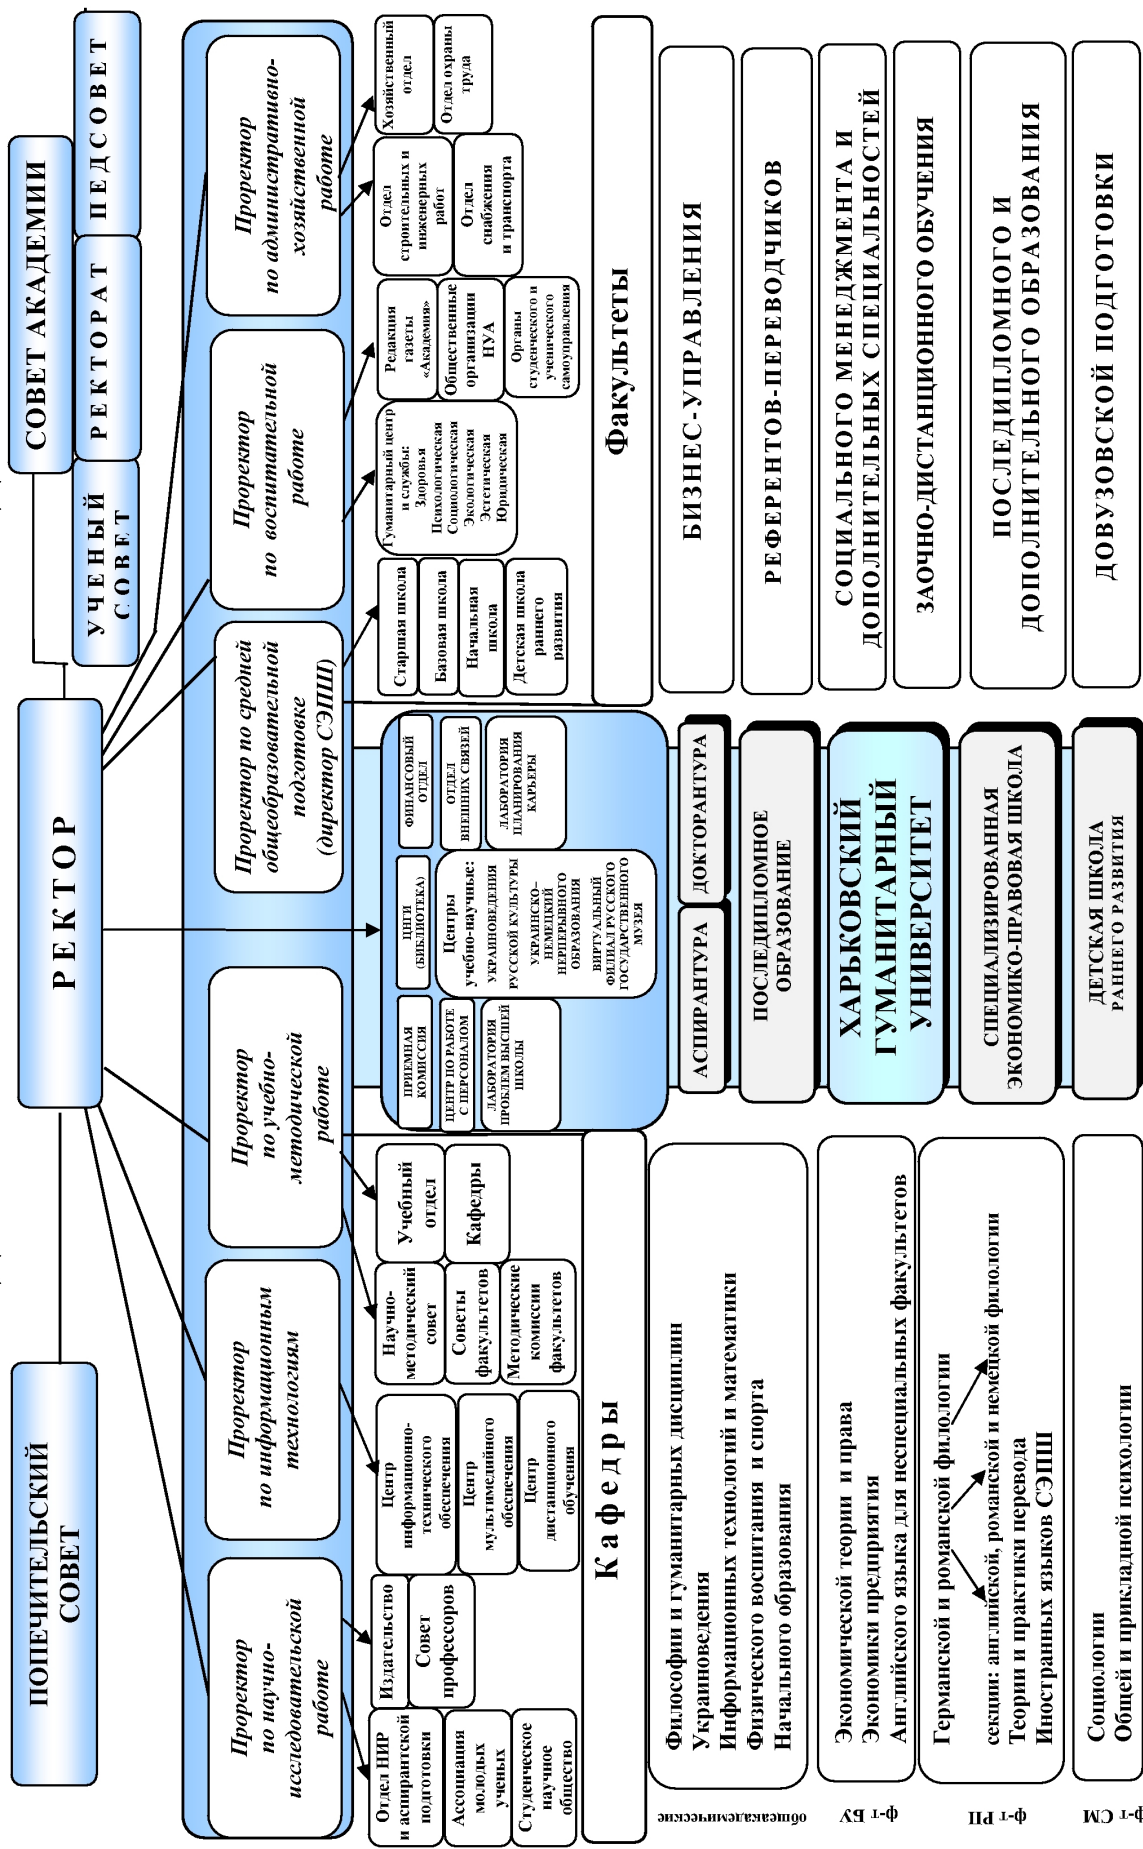 ПОПЕЧИТЕЛЬСКИЙ
СОВЕТ
РЕКТОР
СОВЕТ АКАДЕМИИ
УЧЕНЫЙ
СОВЕТ
РЕКТОРАТ
ПЕДСОВЕТ
Проректор
по научно-
исследовательской
работе
Проректор
по информационным
технологиям
Проректор
по учебно-
методической
работе
Проректор по средней
общеобразовательной
подготовке
(директор СЭПШ)
Проректор
по воспитательной
работе
Проректор
по административно-
хозяйственной
работе
Отдел НИР
и аспирантской
подготовки
Ассоциация
молодых
ученых
Студенческое
научное
общество
Издательство
Совет
профессоров
Центр
информационно-
технического
обеспечения
Центр
мультимедийного
обеспечения
Центр
дистанционного
обучения
Научно-
методический
совет
Советы
факультетов
Методические
комиссии
факультетов
Учебный
отдел
Кафедры
ПРИЕМНАЯ
КОМИССИЯ
ЦЕНТР ПО РАБОТЕ
С ПЕРСОНАЛОМ
ЛАБОРАТОРИЯ
ПРОБЛЕМ ВЫСШЕЙ
ШКОЛЫ
ЦНГИ
(БИБЛИОТЕКА)
Центры
учебно-научные:
УКРАИНОВЕДЕНИЯ
РУССКОЙ КУЛЬТУРЫ
УКРАИНСКО–
НЕМЕЦКИЙ
НЕРПЕРЫВНОГО
ОБРАЗОВАНИЯ
ВИРТУАЛЬНЫЙ
ФИЛИАЛ РУССКОГО
ГОСУДАРСТВЕННОГО
МУЗЕЯ
ФИНАНСОВЫЙ
ОТДЕЛ
ОТДЕЛ
ВНЕШНИХ СВЯЗЕЙ
ЛАБОРАТОРИЯ
ПЛАНИРОВАНИЯ
КАРЬЕРЫ
Старшая школа
Базовая школа
Начальная
школа
Детская школа
раннего
развития
Гуманитарный центр
и службы:
Здоровья
Психологическая
Социологическая
Экологическая
Эстетическая
Юридическая
Редакция
газеты
«Академия»
Общественные
организации
НУА
Органы
студенческого и
ученического
самоуправления
Отдел
строительных и
инженерных
работ
Отдел
снабжения
и транспорта
Хозяйственный
отдел
Отдел охраны
труда
Кафедры
Факультеты
общеакадемические
Философии и гуманитарных дисциплин
Украиноведения
Информационных технологий и математики
Физического воспитания и спорта
Начального образования
ф-т БУ
Экономической теории и права
Экономики предприятия
Английского языка для неспециальных факультетов
ф-т РП
Германской и романской филологии
секции: английской, романской и немецкой филологии
Теории и практики перевода
Иностранных языков СЭПШ
ф-т СМ
Социологии
Общей и прикладной психологии
АСПИРАНТУРА
ДОКТОРАНТУРА
ПОСЛЕДИПЛОМНОЕ
ОБРАЗОВАНИЕ
ХАРЬКОВСКИЙ
ГУМАНИТАРНЫЙ
УНИВЕРСИТЕТ
СПЕЦИАЛИЗИРОВАННАЯ
ЭКОНОМИКО-ПРАВОВАЯ ШКОЛА
ДЕТСКАЯ ШКОЛА
РАННЕГО РАЗВИТИЯ
БИЗНЕС-УПРАВЛЕНИЯ
РЕФЕРЕНТОВ-ПЕРЕВОДЧИКОВ
СОЦИАЛЬНОГО МЕНЕДЖМЕНТА И
ДОПОЛНИТЕЛЬНЫХ СПЕЦИАЛЬНОСТЕЙ
ЗАОЧНО-ДИСТАНЦИОННОГО ОБУЧЕНИЯ
ПОСЛЕДИПЛОМНОГО И
ДОПОЛНИТЕЛЬНОГО ОБРАЗОВАНИЯ
ДОВУЗОВСКОЙ ПОДГОТОВКИ